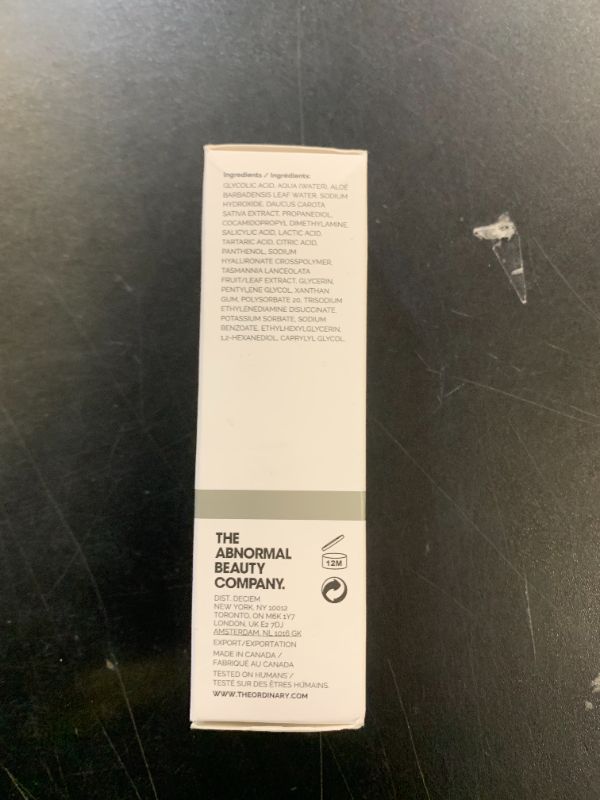 Ingredients / Ingrédients:
GLYCOLIC ACID, AQUA (WATER), ALOE
BARBADENSIS LEAF WATER, SODIUM
HYDROXIDE, DAUCUS CAROTA
SATIVA EXTRACT, PROPANEDIOL,
COCAMIDOPROPYL DIMETHYLAMINE,
SALICYLIC ACID, LACTIC ACID,
TARTARIC ACID, CITRIC ACID,
PANTHENOL, SODIUM
HYALURONATE CROSSPOLYMER,
TASMANNIA LANCEOLATA
FRUIT/LEAF EXTRACT, GLYCERIN,
PENTYLENE GLYCOL, XANTHAN
GUM, POLYSORBATE 20, TRISODIUM
ETHYLENEDIAMINE DISUCCINATE,
POTASSIUM SORBATE, SODIUM
BENZOATE, ETHYLHEXYLGLYCERIN,
1,2-HEXANEDIOL, CAPRYLYL GLYCOL.
THE
ABNORMAL
BEAUTY
COMPANY.
12M
DIST. DECIEM
NEW YORK, NY 10012
TORONTO, ON M6K 1Y7
LONDON, UK E2 7DJ
AMSTERDAM, NL 1016 GK
EXPORT/EXPORTATION
MADE IN CANADA /
FABRIQUÉ AU CANADA
TESTED ON HUMANS /
TESTÉ SUR DES ÊTRES HUMAINS.
WWW.THEORDINARY.COM